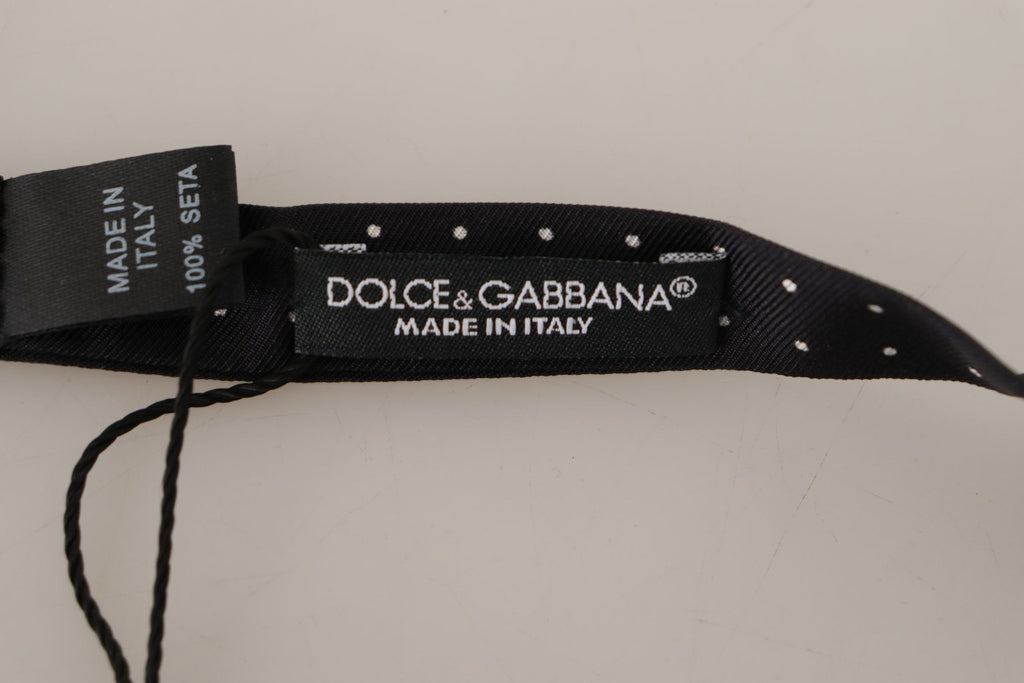 MADE IN
ITALY
100% SETA
DOLCE & GABBANA®
MADE IN ITALY